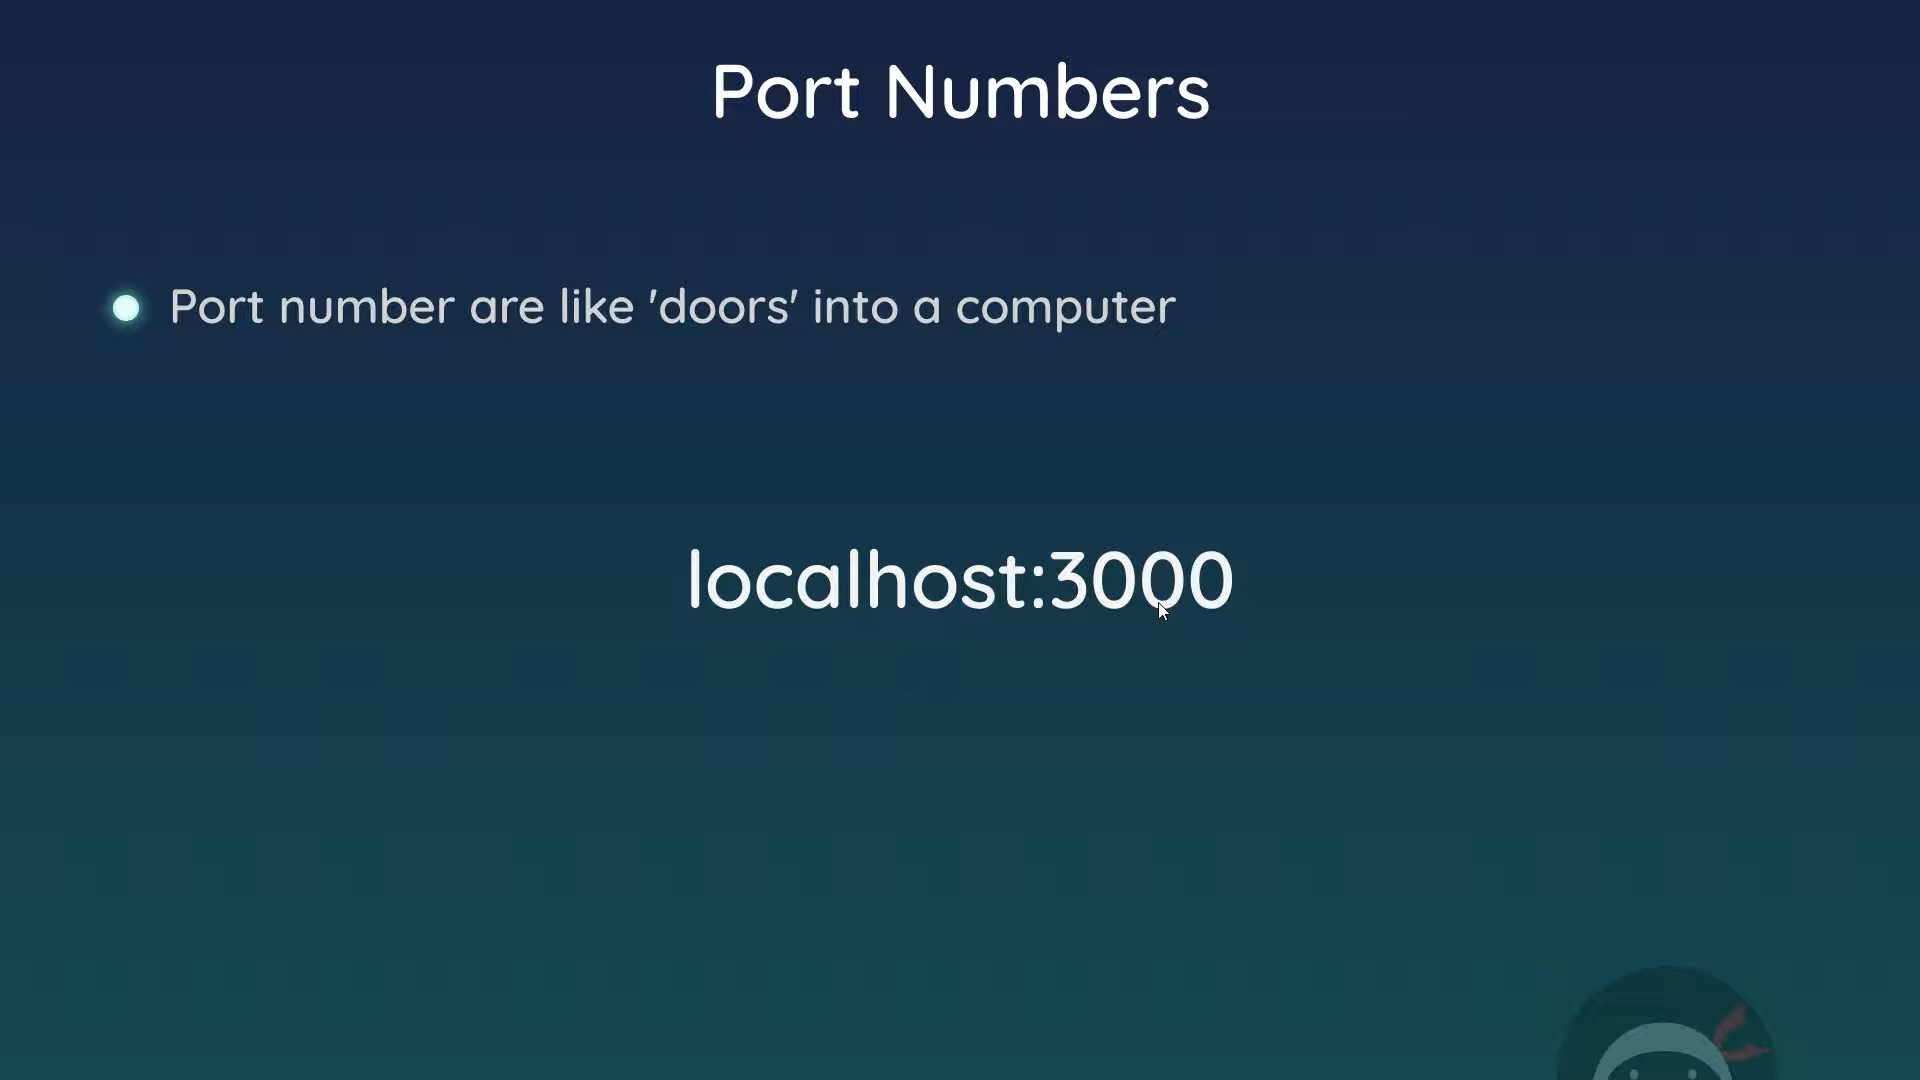 Port Numbers
Port number are like 'doors' into a computer
localhost:3000